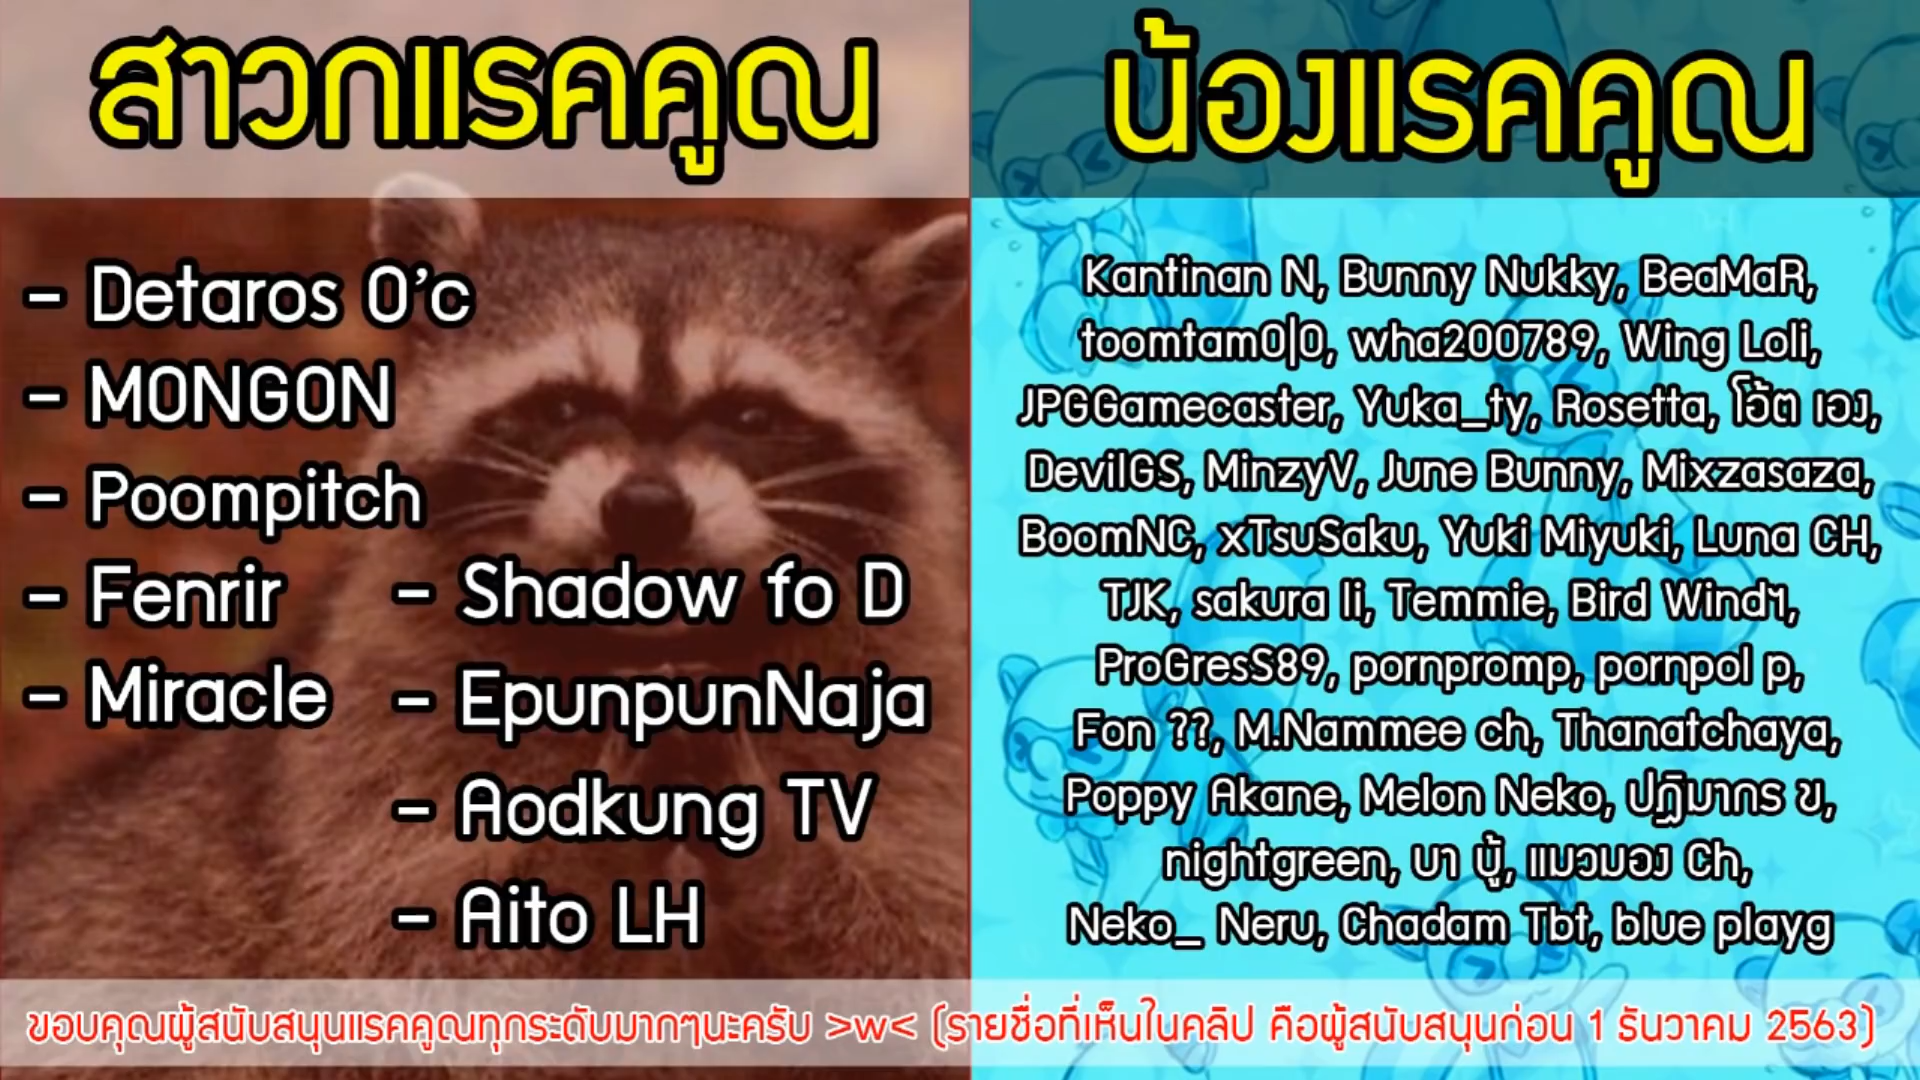 สาวกแรคคูณ
- Detaros O'c
- MONGON
- Poompitch
- Fenrir
- Miracle
- Shadow fo D
- EpunpunNaja
- Aodkung TV
- Aito LH
น้องแรคคูณ
Kantinan N, Bunny Nukky, BeaMaR,
toomtam0|0, wha200789, Wing Loli,
JPGGamecaster, Yuka_ty, Rosetta, โอ้ต เอง,
DevilGS, MinzyV, June Bunny, Mixzasaza,
BoomNC, xTsuSaku, Yuki Miyuki, Luna CH,
TJK, sakura li, Temmie, Bird Windฯ,
ProGresS89, pornpromp, pornpol p,
Fon ??, M.Nammee ch, Thanatchaya,
Poppy Akane, Melon Neko, ปฏิมากร ข,
nightgreen, บา บู้, แมวมอง Ch,
Neko_ Neru, Chadam Tbt, blue playg
ขอบคุณผู้สนับสนุนแรคคูณทุกระดับมากๆนะครับ >w< (รายชื่อที่เห็นในคลิป คือผู้สนับสนุนก่อน 1 ธันวาคม 2563)